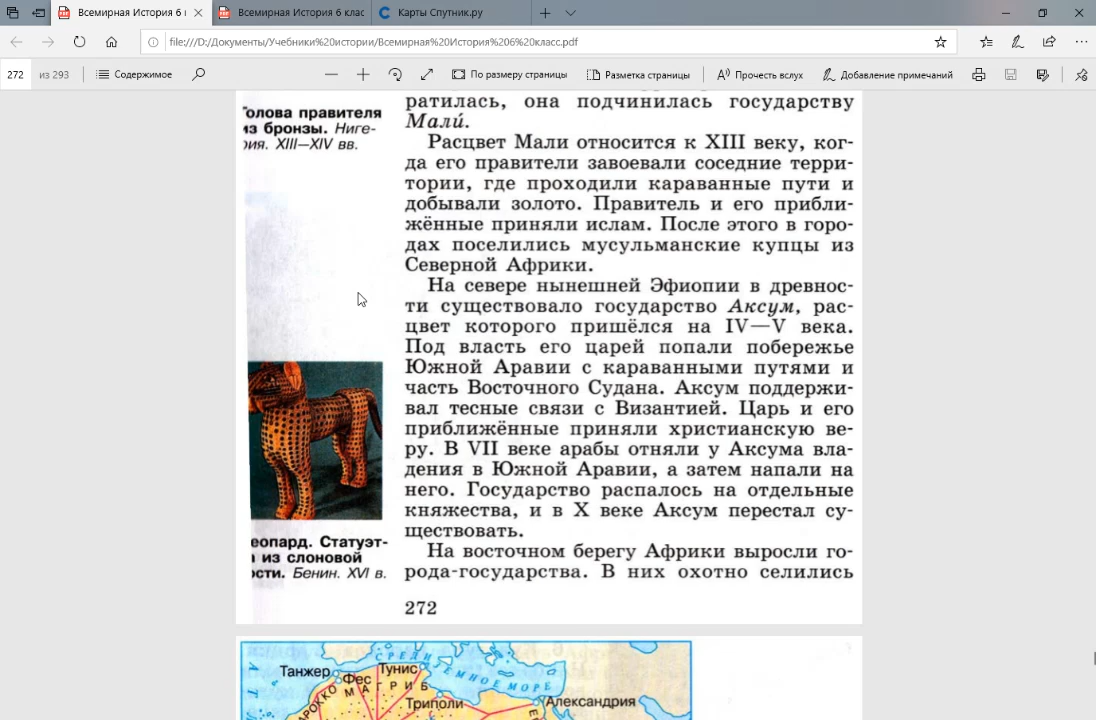 Всемирная История 6 к
Всемирная История 6 клас
Карты Спутник.ру
file:///D:/Документы/Учебники%20истории/Всемирная%20История%206%20класс.pdf
272 из 293 Содержимое По размеру страницы Разметка страницы Прочесть вслух Добавление примечаний
Голова правителя
из бронзы. Ниге-
рия. XIII—XIV вв.
ратилась, она подчинилась государству
Мали́.
Расцвет Мали относится к XIII веку, ког-
да его правители завоевали соседние терри-
тории, где проходили караванные пути и
добывали золото. Правитель и его прибли-
жённые приняли ислам. После этого в горо-
дах поселились мусульманские купцы из
Северной Африки.
На севере нынешней Эфиопии в древнос-
ти существовало государство Аксум, рас-
цвет которого пришёлся на IV—V века.
Под власть его царей попали побережье
Южной Аравии с караванными путями и
часть Восточного Судана. Аксум поддержи-
вал тесные связи с Византией. Царь и его
приближённые приняли христианскую ве-
ру. В VII веке арабы отняли у Аксума вла-
дения в Южной Аравии, а затем напали на
него. Государство распалось на отдельные
княжества, и в X веке Аксум перестал су-
ществовать.
На восточном берегу Африки выросли го-
рода-государства. В них охотно селились
еопард. Статуэт-
из слоновой
ости. Бенин. XVI в.
272
СРЕДИ
ЗЕМНОЕ МОРЕ
Танжер
Фес
Тунис
МАГРИБ
Триполи
Александрия
МАРОККО